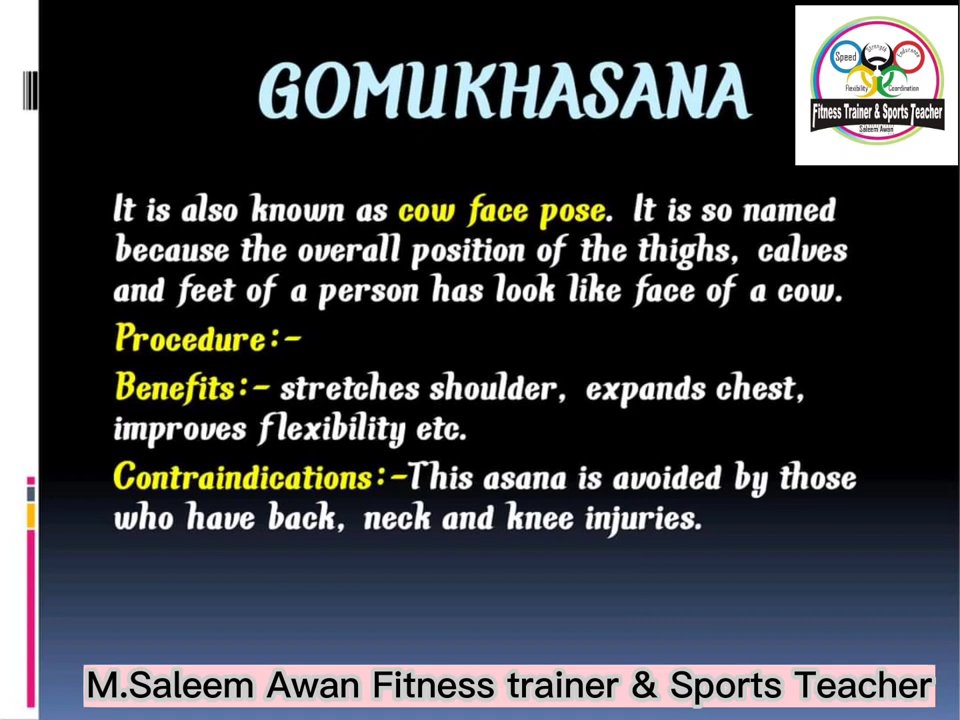 GOMUKHASANA
Speed
Strength
Endurance
Flexibility
Coordination
Fitness Trainer & Sports Teacher
Saleem Awan
It is also known as cow face pose. It is so named
because the overall position of the thighs, calves
and feet of a person has look like face of a cow.
Procedure:-
Benefits:- stretches shoulder, expands chest,
improves flexibility etc.
Contraindications:-This asana is avoided by those
who have back, neck and knee injuries.
M.Saleem Awan Fitness trainer & Sports Teacher